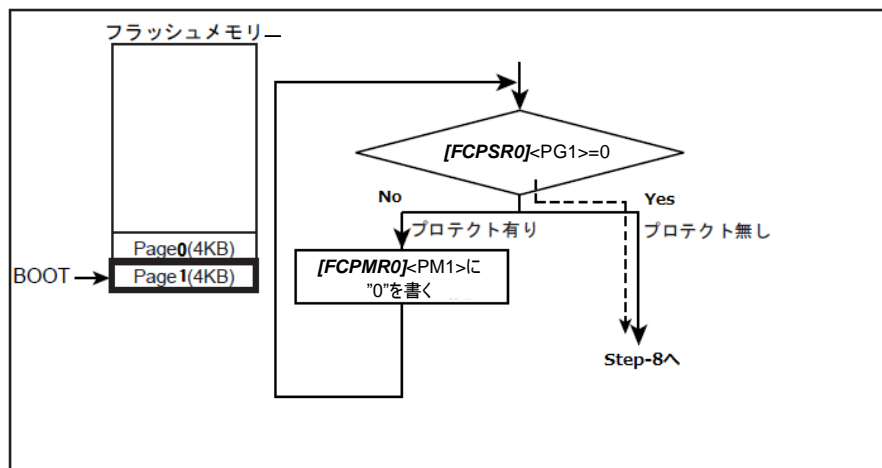 フラッシュメモリー
[FCPSR0]<PG1>=0
No
Yes
プロテクト有り
プロテクト無し
Page0(4KB)
BOOT
Page1(4KB)
[FCPMR0]<PM1>に
”0”を書く
Step-8へ